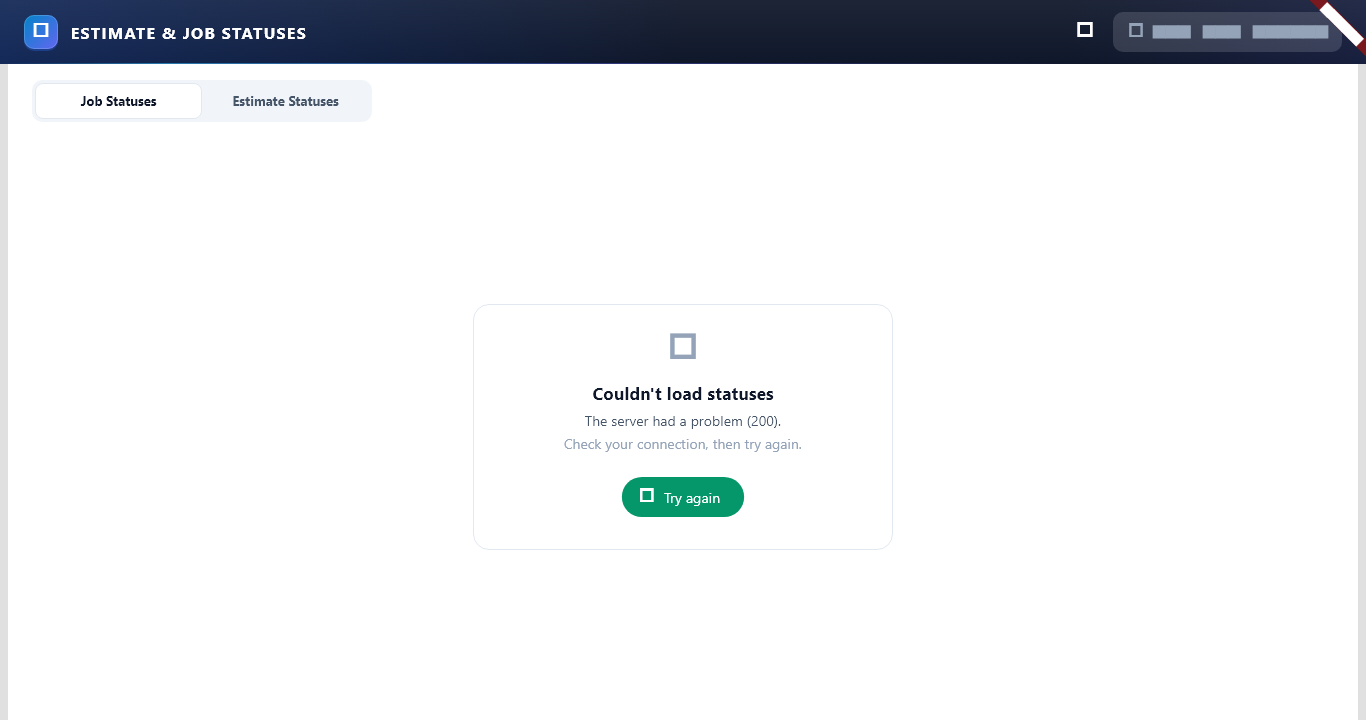 ESTIMATE & JOB STATUSES
Job Statuses
Estimate Statuses
Couldn't load statuses
The server had a problem (200).
Check your connection, then try again.
Try again